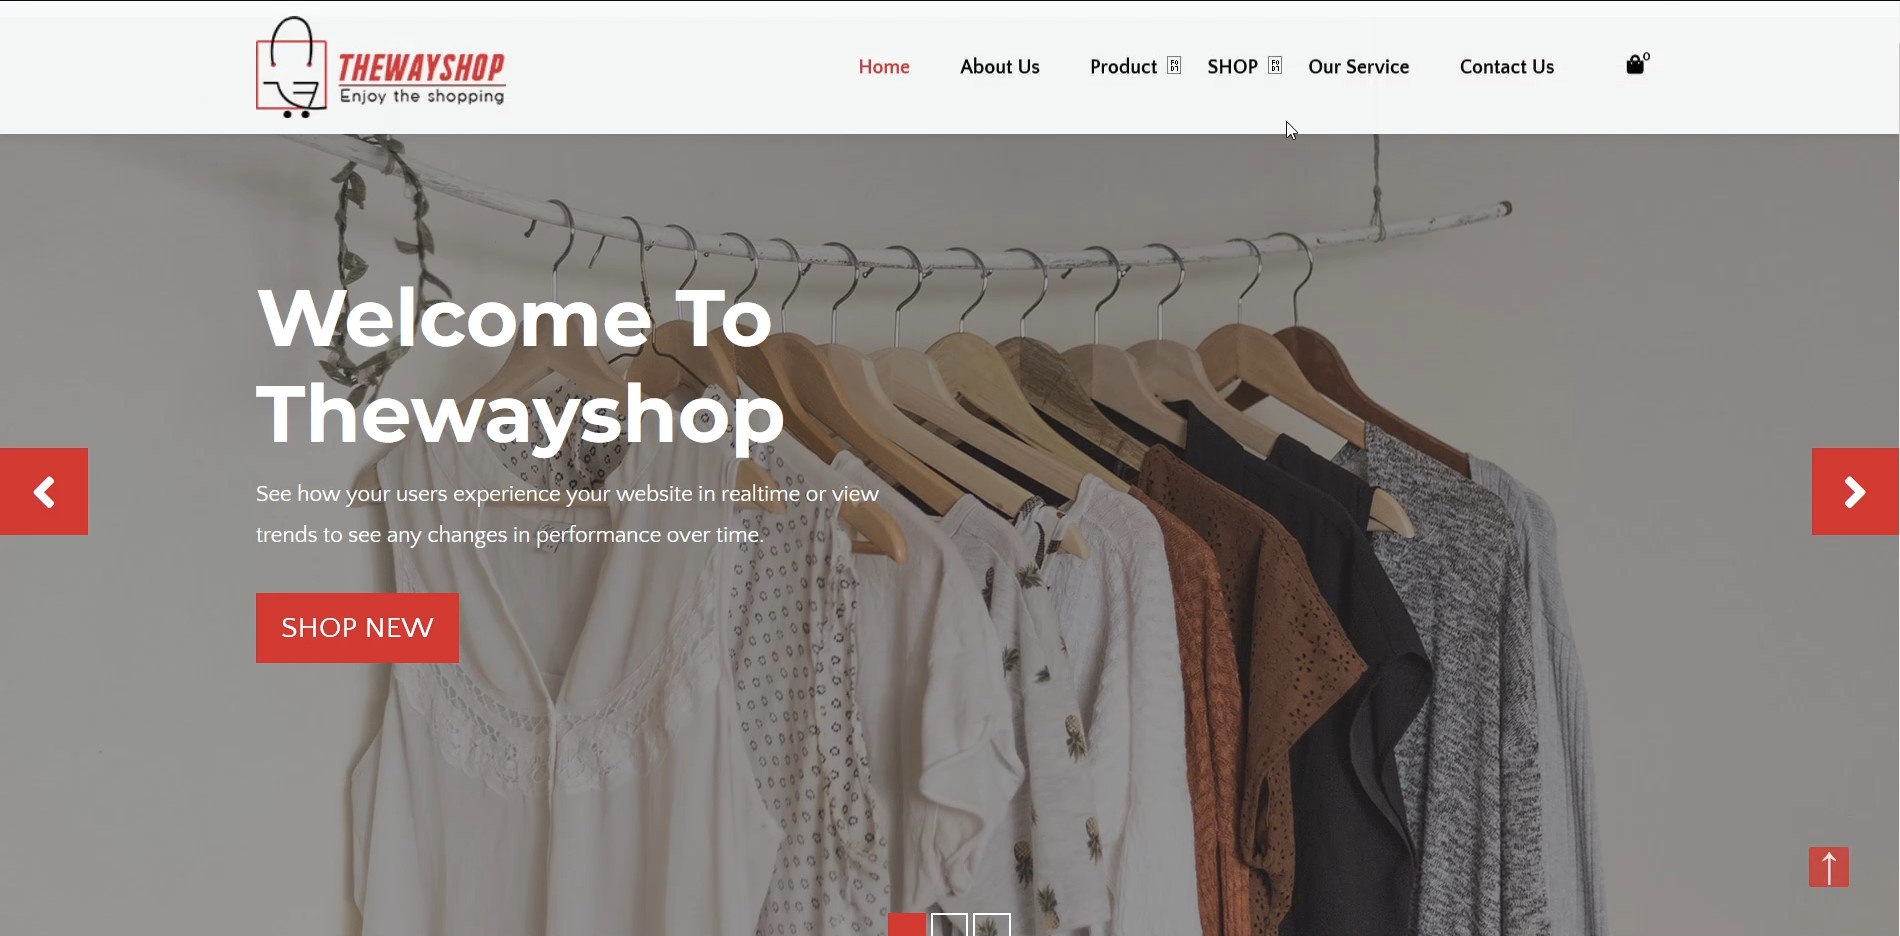 THEWAYSHOP
Enjoy the shopping
Home About Us Product SHOP Our Service Contact Us 0
Welcome To
Thewayshop
See how your users experience your website in realtime or view
trends to see any changes in performance over time.
SHOP NEW